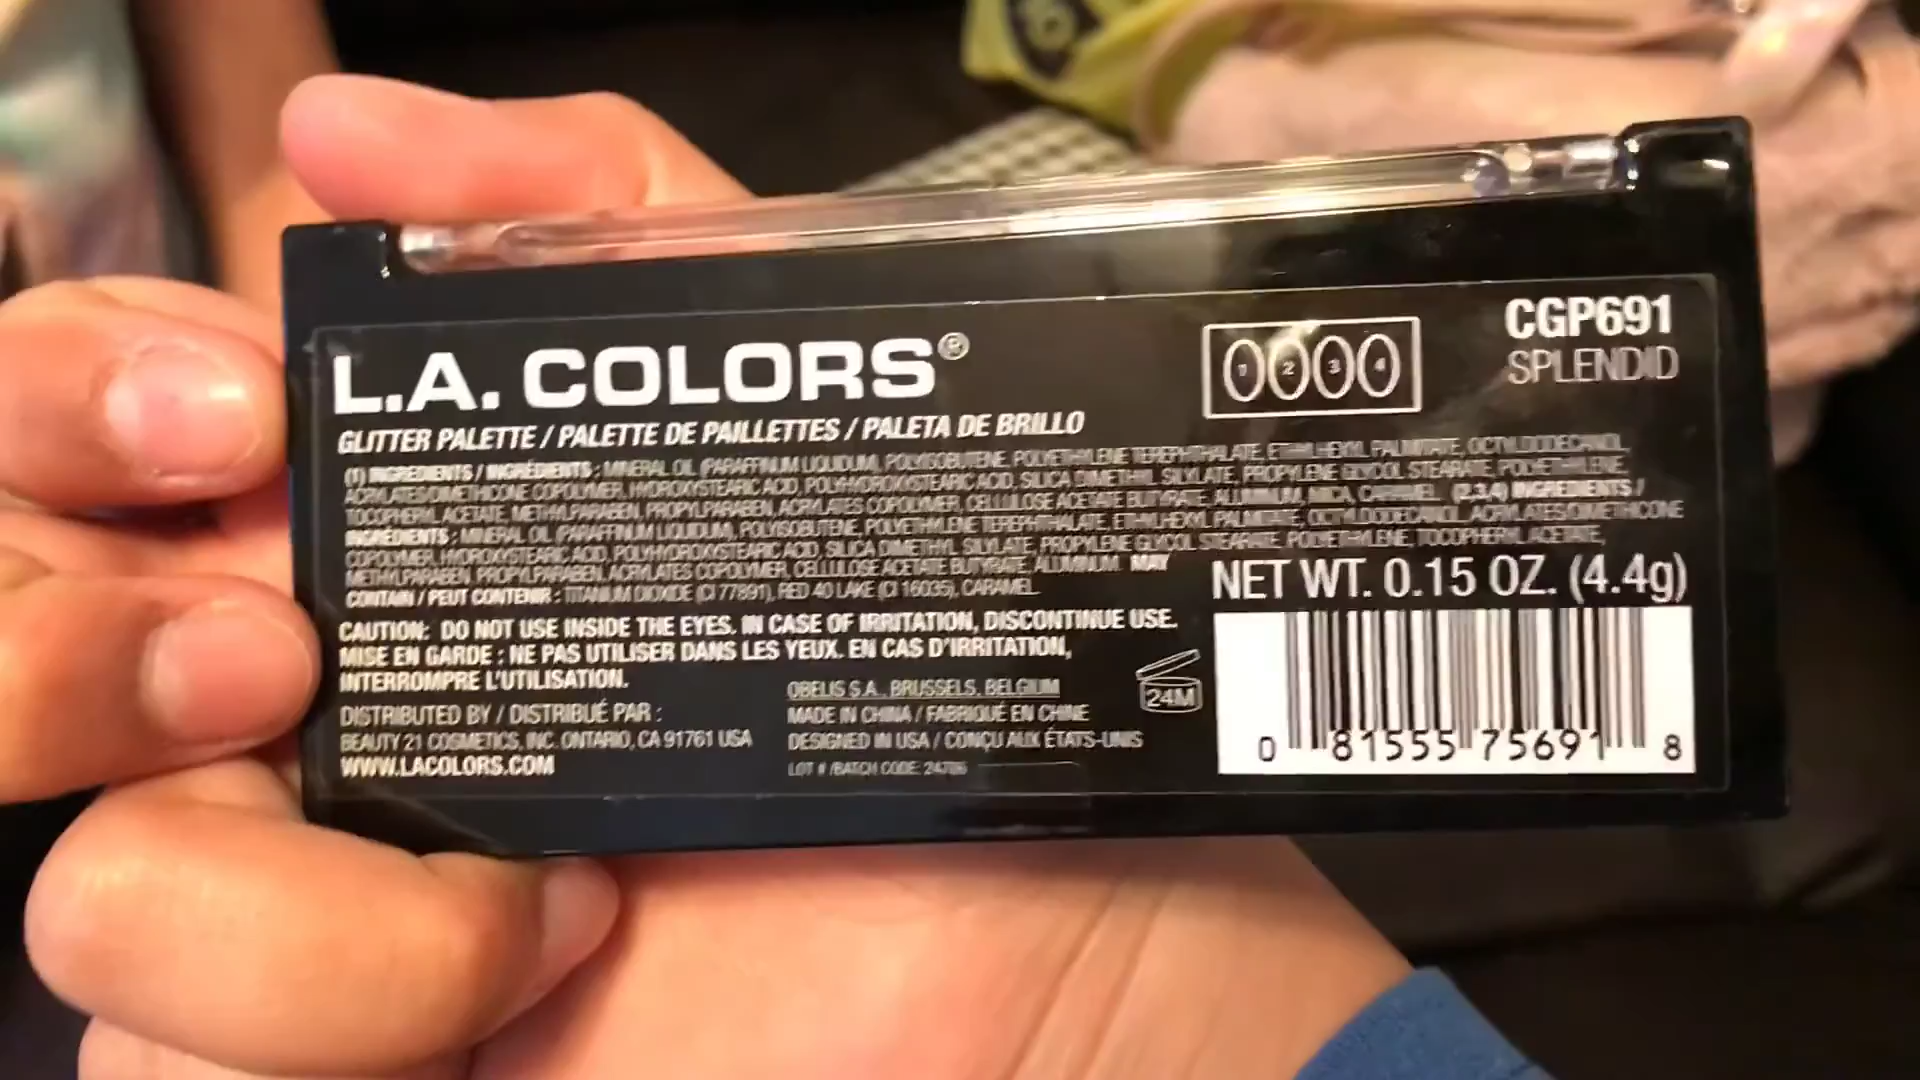 L.A. COLORS®
GLITTER PALETTE / PALETTE DE PAILLETTES / PALETA DE BRILLO
1 2 3 4
CGP691
SPLENDID
(1) INGREDIENTS / INGRÉDIENTS : MINERAL OIL (PARAFFINUM LIQUIDUM), POLYISOBUTENE, POLYETHYLENE TEREPHTHALATE, ETHYLHEXYL PALMITATE, OCTYLDODECANOL,
ACRYLATES/DIMETHICONE COPOLYMER, HYDROXYSTEARIC ACID, POLYHYDROXYSTEARIC ACID, SILICA DIMETHYL SILYLATE, PROPYLENE GLYCOL STEARATE, POLYETHYLENE,
TOCOPHERYL ACETATE, METHYLPARABEN, PROPYLPARABEN, ACRYLATES COPOLYMER, CELLULOSE ACETATE BUTYRATE, ALUMINUM, MICA, CARAMEL. (2,3,4) INGREDIENTS /
INGRÉDIENTS : MINERAL OIL (PARAFFINUM LIQUIDUM), POLYISOBUTENE, POLYETHYLENE TEREPHTHALATE, ETHYLHEXYL PALMITATE, OCTYLDODECANOL, ACRYLATES/DIMETHICONE
COPOLYMER, HYDROXYSTEARIC ACID, POLYHYDROXYSTEARIC ACID, SILICA DIMETHYL SILYLATE, PROPYLENE GLYCOL STEARATE, POLYETHYLENE, TOCOPHERYL ACETATE,
METHYLPARABEN, PROPYLPARABEN, ACRYLATES COPOLYMER, CELLULOSE ACETATE BUTYRATE, ALUMINUM. MAY
CONTAIN / PEUT CONTENIR : TITANIUM DIOXIDE (CI 77891), RED 40 LAKE (CI 16035), CARAMEL.
NET WT. 0.15 OZ. (4.4g)
CAUTION: DO NOT USE INSIDE THE EYES. IN CASE OF IRRITATION, DISCONTINUE USE.
MISE EN GARDE : NE PAS UTILISER DANS LES YEUX. EN CAS D'IRRITATION,
INTERROMPRE L'UTILISATION.
DISTRIBUTED BY / DISTRIBUÉ PAR :
BEAUTY 21 COSMETICS, INC. ONTARIO, CA 91761 USA
WWW.LACOLORS.COM
OBELIS S.A., BRUSSELS, BELGIUM
MADE IN CHINA / FABRIQUÉ EN CHINE
DESIGNED IN USA / CONÇU AUX ÉTATS-UNIS
LOT # /BATCH CODE: 24706
24M
0 81555 75691 8